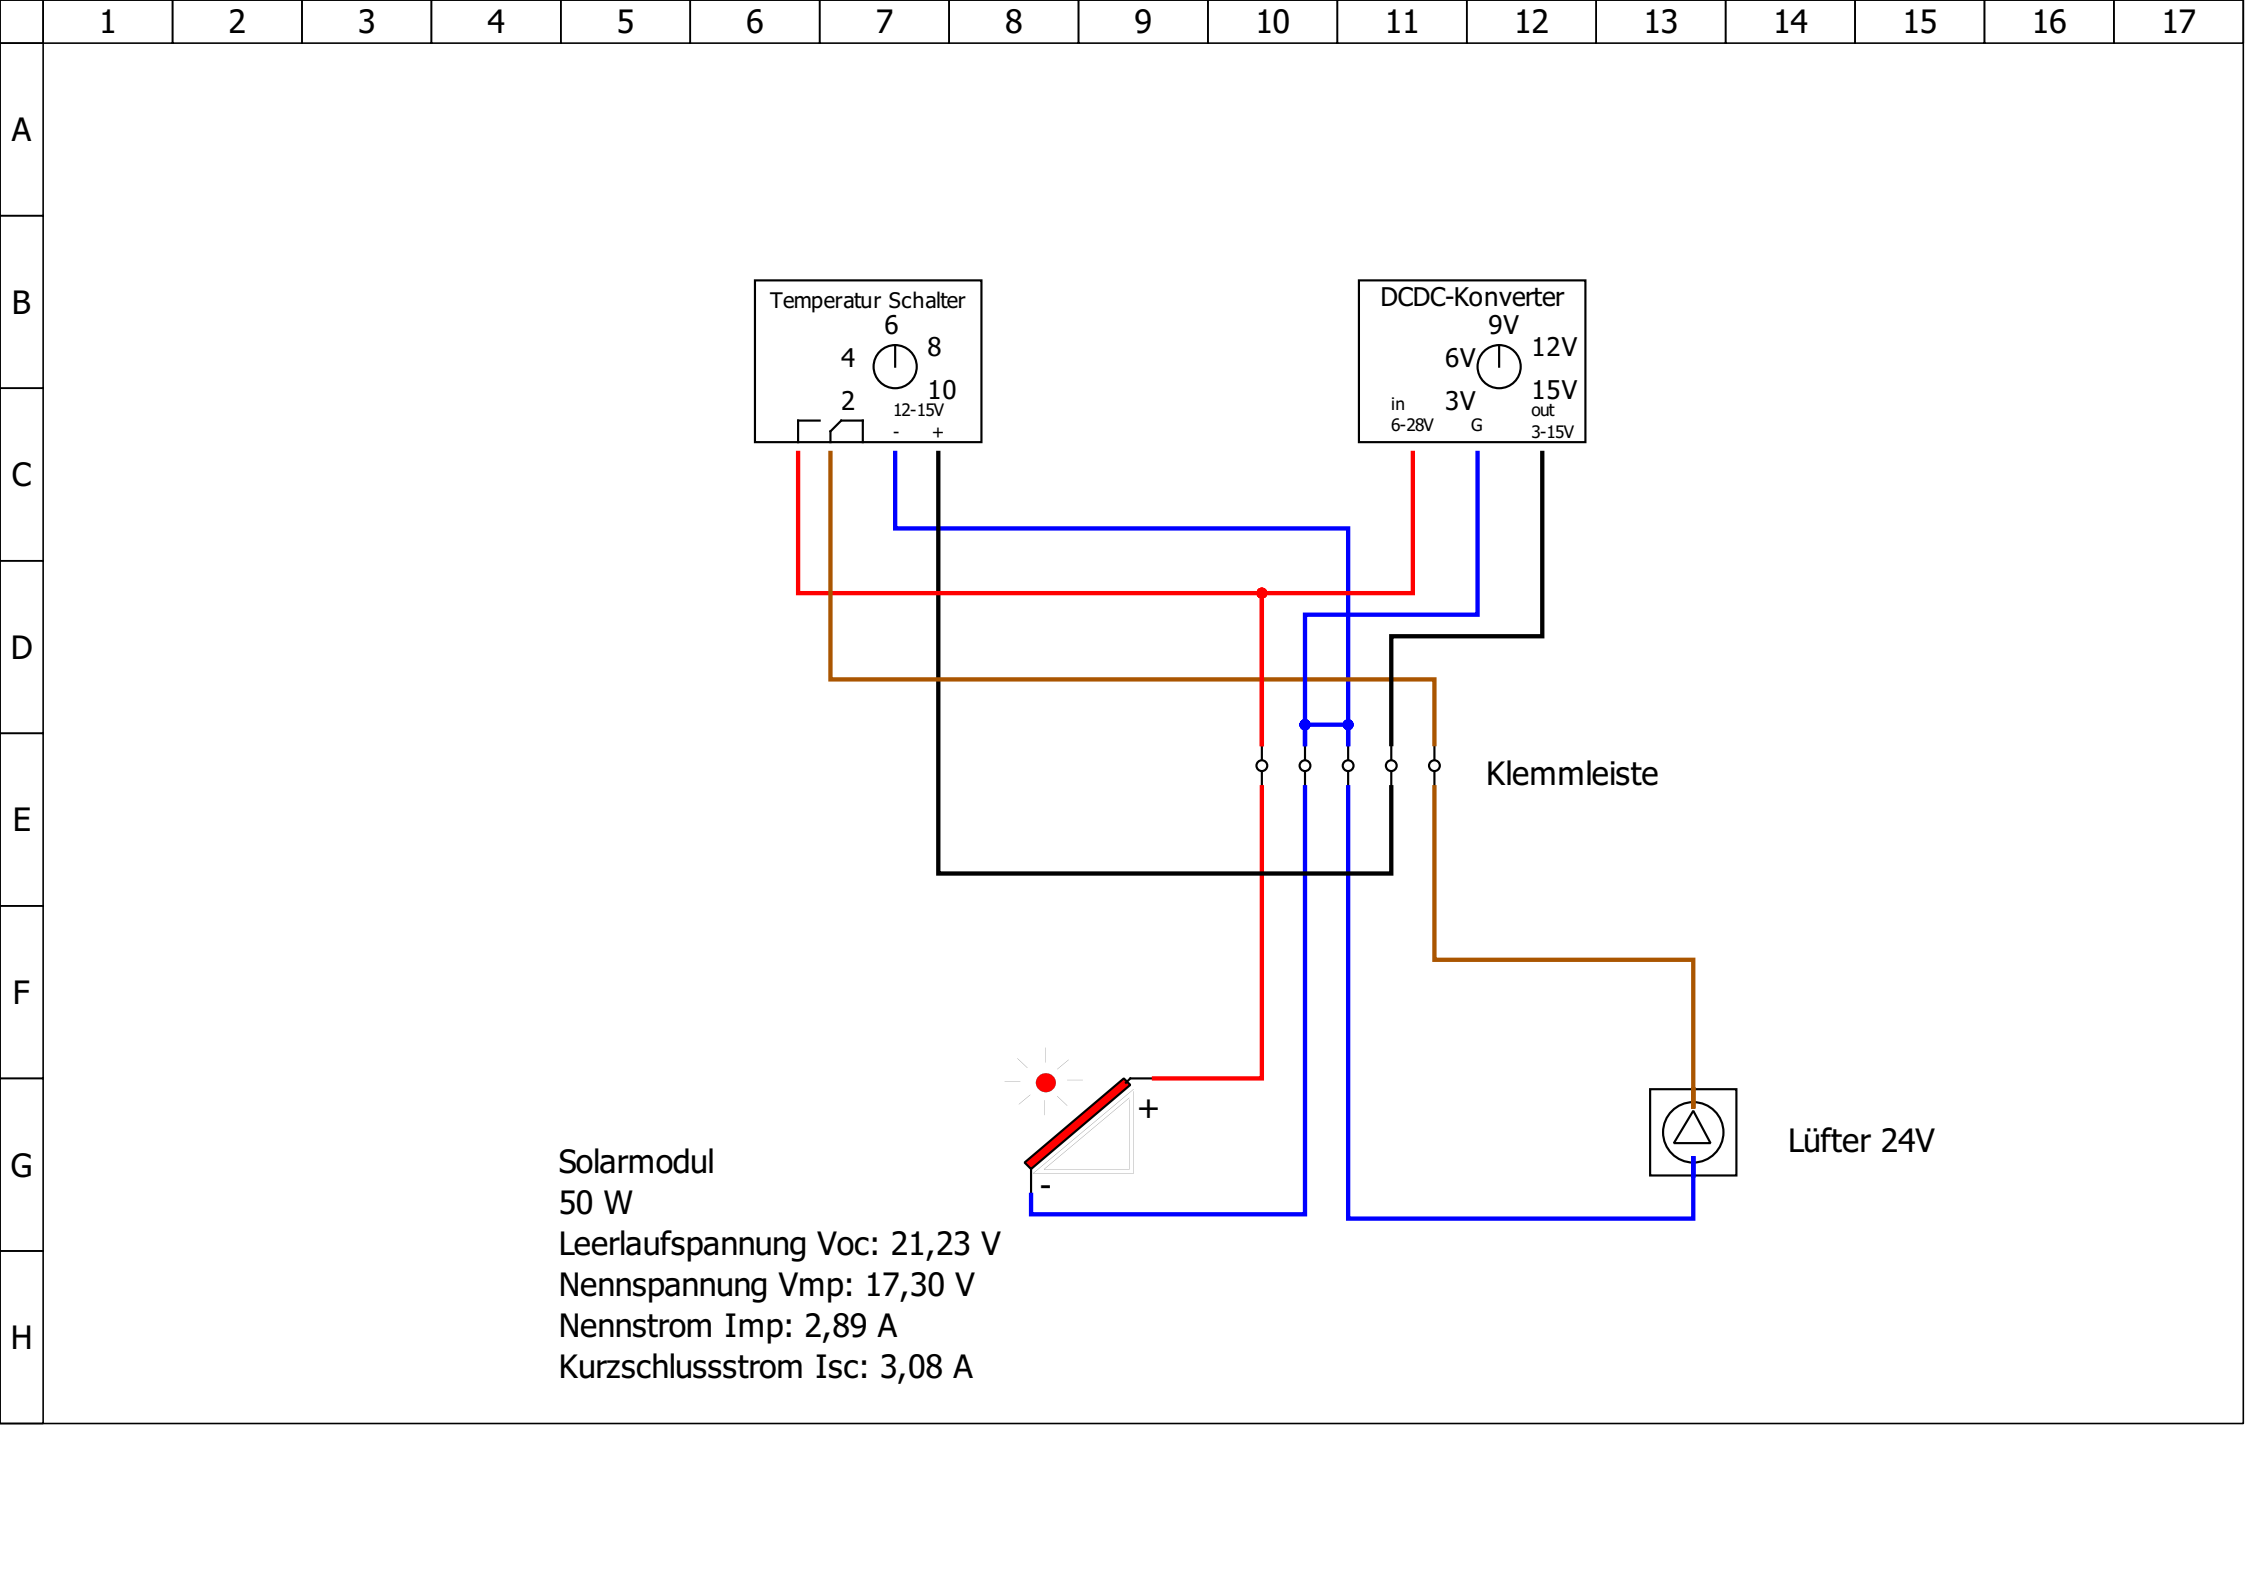 1 2 3 4 5 6 7 8 9 10 11 12 13 14 15 16 17
A
B
C
D
E
F
G
H
Temperatur Schalter
6
4 8
2 10
12-15V
- +
DCDC-Konverter
9V
6V 12V
3V 15V
in out
6-28V G 3-15V
Klemmleiste
+
-
Lüfter 24V
Solarmodul
50 W
Leerlaufspannung Voc: 21,23 V
Nennspannung Vmp: 17,30 V
Nennstrom Imp: 2,89 A
Kurzschlussstrom Isc: 3,08 A